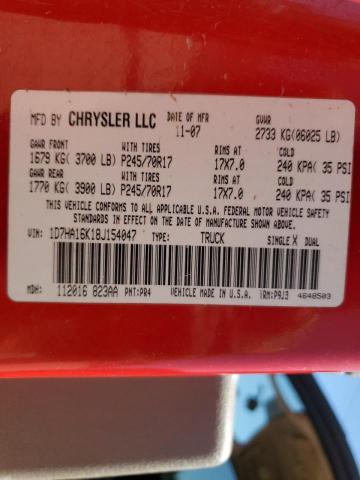 MFD BY CHRYSLER LLC DATE OF MFR GVWR
11-07 2733 KG(06025 LB)
GAWR FRONT WITH TIRES RIMS AT COLD
1679 KG( 3700 LB) P245/70R17 17X7.0 240 KPA( 35 PSI)
GAWR REAR WITH TIRES RIMS AT COLD
1770 KG( 3900 LB) P245/70R17 17X7.0 240 KPA( 35 PSI)
THIS VEHICLE CONFORMS TO ALL APPLICABLE U.S.A. FEDERAL MOTOR VEHICLE SAFETY
STANDARDS IN EFFECT ON THE DATE OF MANUFACTURE SHOWN ABOVE.
VIN: 1D7HA16K18J154047 TYPE: TRUCK SINGLE X DUAL
MDH: 112016 823AA PNT:PR4 VEHICLE MADE IN U.S.A. TRM:P9J3 4648503